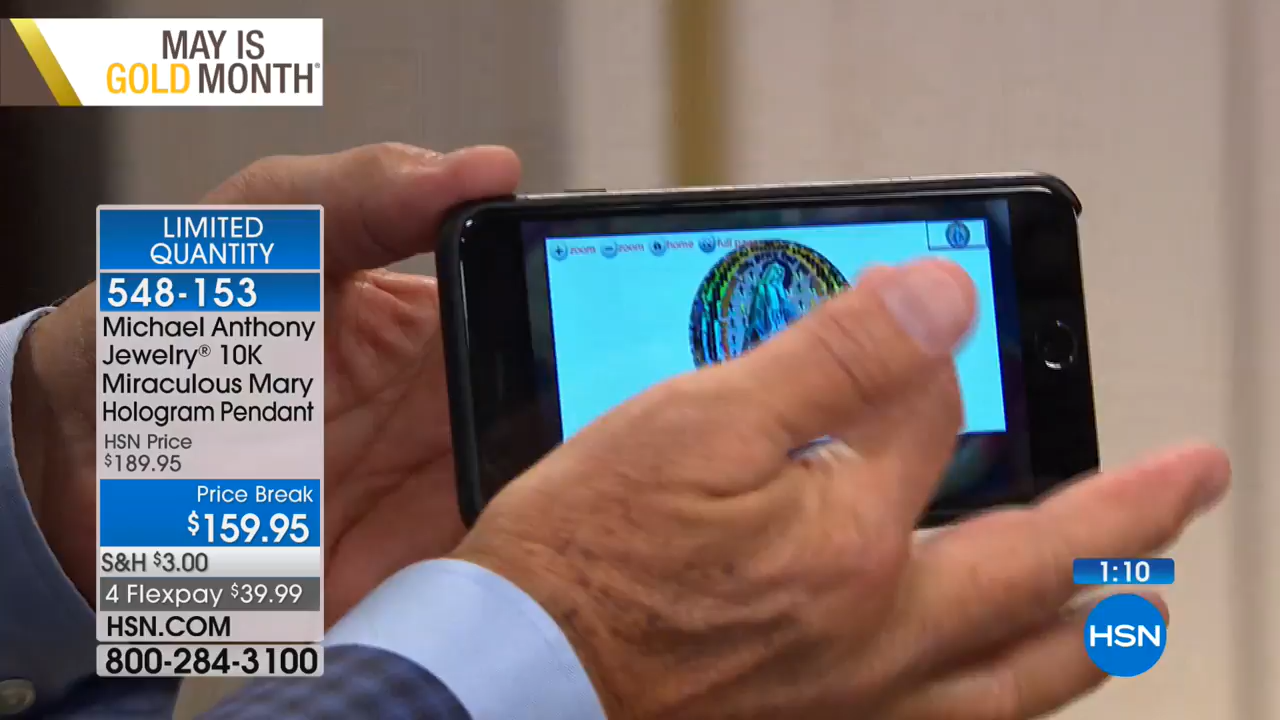 MAY IS
GOLD MONTH®
LIMITED
QUANTITY
548-153
Michael Anthony
Jewelry® 10K
Miraculous Mary
Hologram Pendant
HSN Price
$189.95
Price Break
$159.95
S&H $3.00
4 Flexpay $39.99
HSN.COM
800-284-3100
zoom zoom home full
1:10
HSN